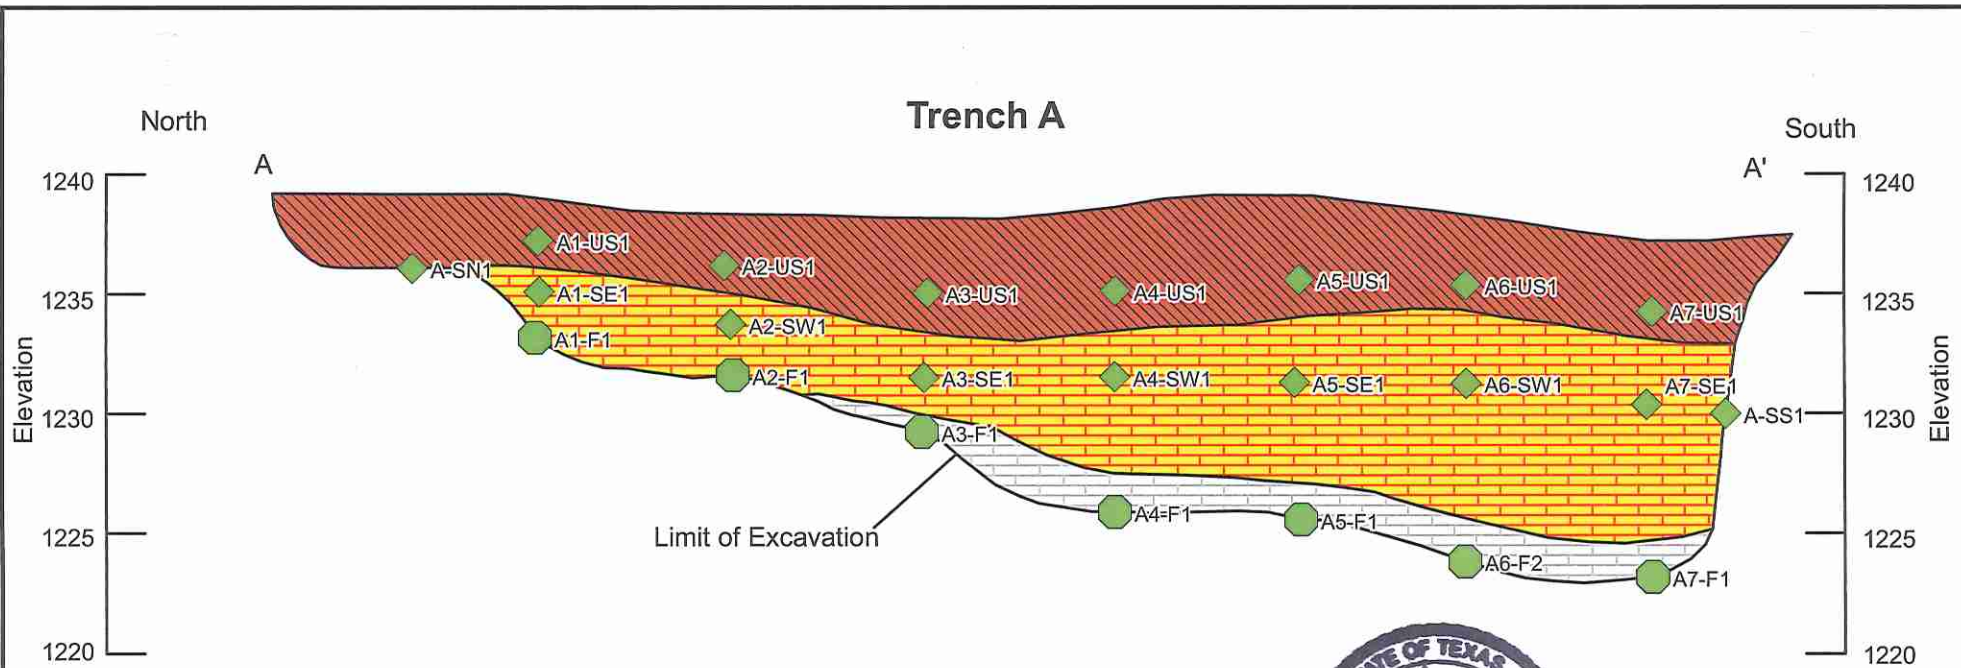 Trench A
North
South
A
A'
1240
1240
A1-US1
A2-US1
A-SN1
A5-US1
A6-US1
1235
A1-SE1
A3-US1
A4-US1
1235
A7-US1
A2-SW1
A1-F1
Elevation
Elevation
A2-F1
A3-SE1
A4-SW1
A5-SE1
A6-SW1
A7-SE1
1230
A-SS1
1230
A3-F1
A4-F1
A5-F1
Limit of Excavation
1225
1225
A6-F2
A7-F1
1220
1220
ATE OF TEXAS